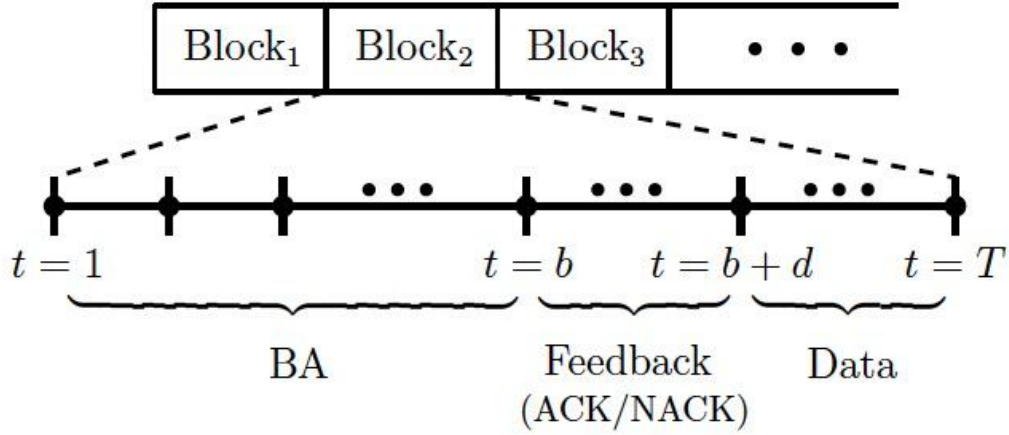 Block₁ Block₂ Block₃ • • •
• • • • • • • • •
t = 1 t = b t = b + d t = T
BA Feedback Data
(ACK/NACK)